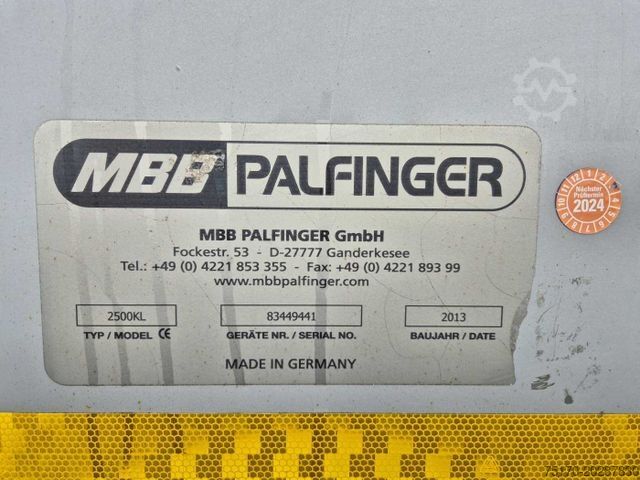 MBB PALFINGER
MBB PALFINGER GmbH
Fockestr. 53 - D-27777 Ganderkesee
Tel.: +49 (0) 4221 853 355 - Fax: +49 (0) 4221 893 99
www.mbbpalfinger.com
2500KL 83449441 2013
TYP / MODEL CE GERÄTE NR. / SERIAL NO. BAUJAHR / DATE
MADE IN GERMANY
Nächster
Prüftermin
2024